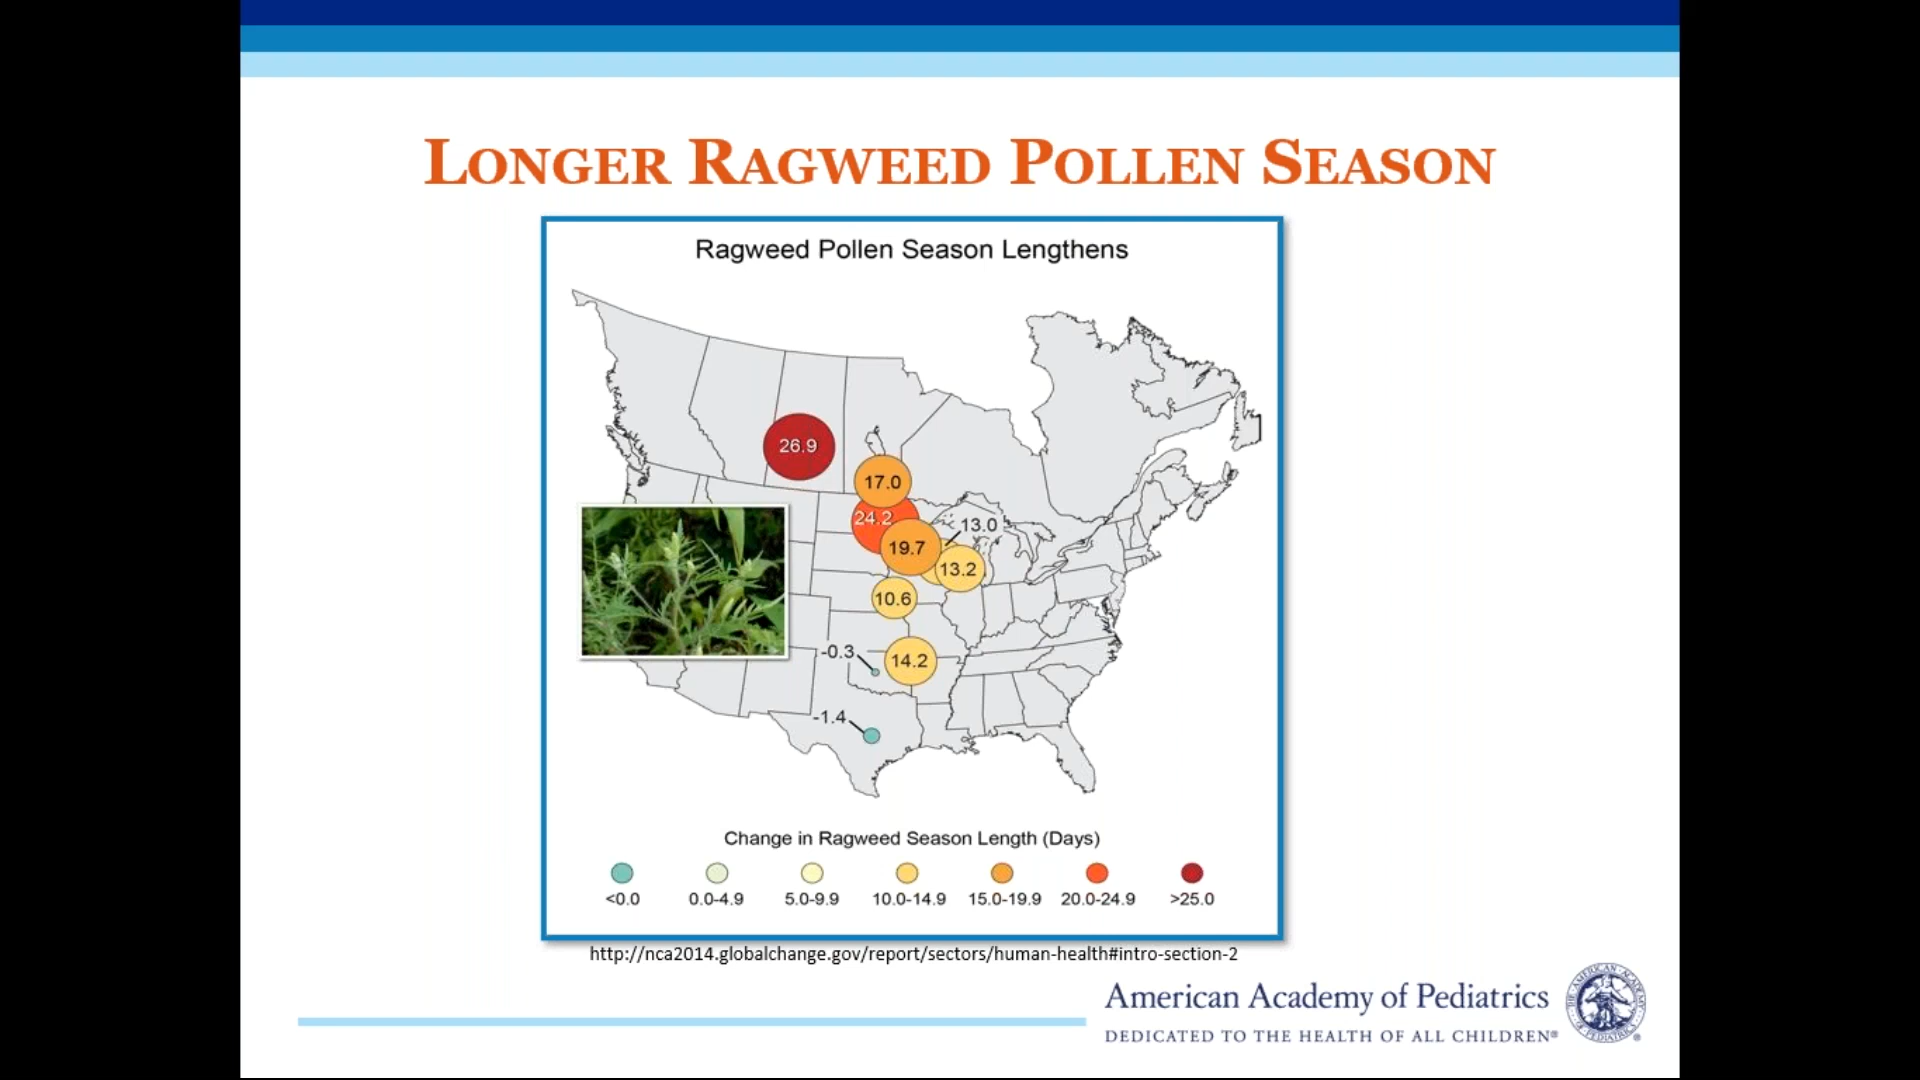 LONGER RAGWEED POLLEN SEASON
Ragweed Pollen Season Lengthens
26.9
17.0
24.2
13.0
19.7
13.2
10.6
-0.3
14.2
-1.4
Change in Ragweed Season Length (Days)
<0.0 0.0-4.9 5.0-9.9 10.0-14.9 15.0-19.9 20.0-24.9 >25.0
http://nca2014.globalchange.gov/report/sectors/human-health#intro-section-2
American Academy of Pediatrics
DEDICATED TO THE HEALTH OF ALL CHILDREN®